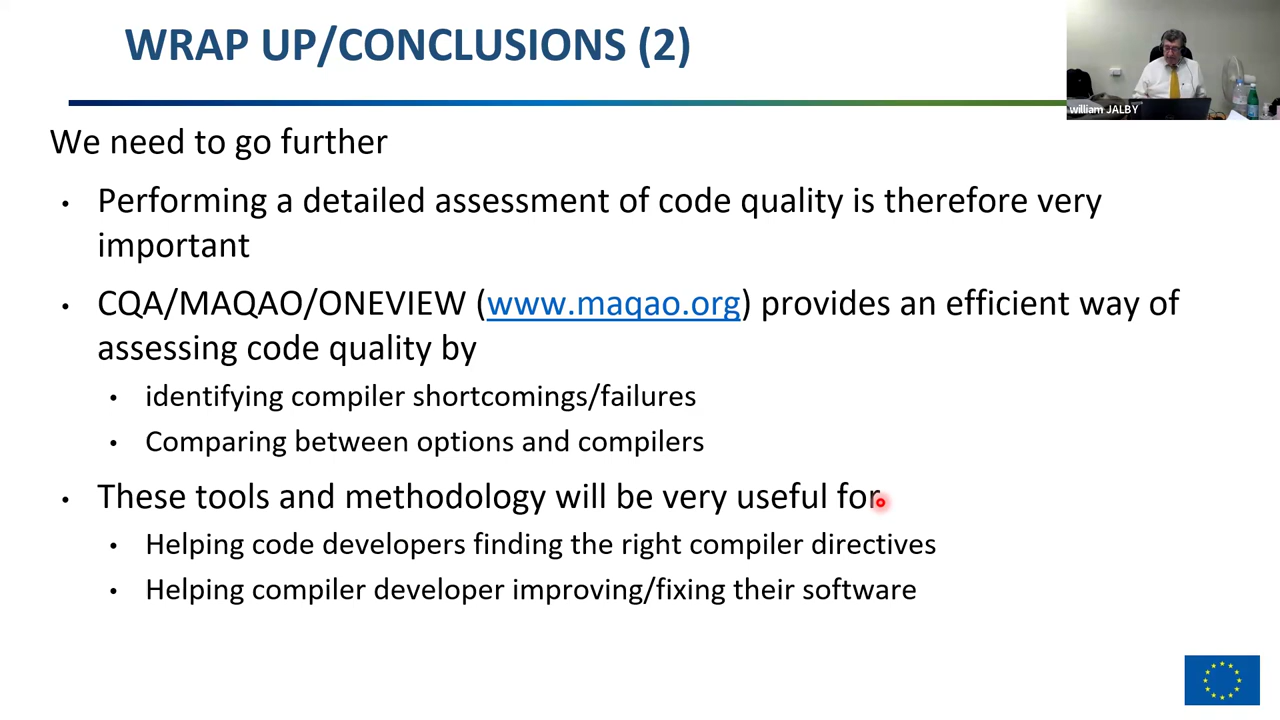 WRAP UP/CONCLUSIONS (2)
william JALBY
We need to go further
• Performing a detailed assessment of code quality is therefore very
important
• CQA/MAQAO/ONEVIEW (www.maqao.org) provides an efficient way of
assessing code quality by
• identifying compiler shortcomings/failures
• Comparing between options and compilers
• These tools and methodology will be very useful for
• Helping code developers finding the right compiler directives
• Helping compiler developer improving/fixing their software